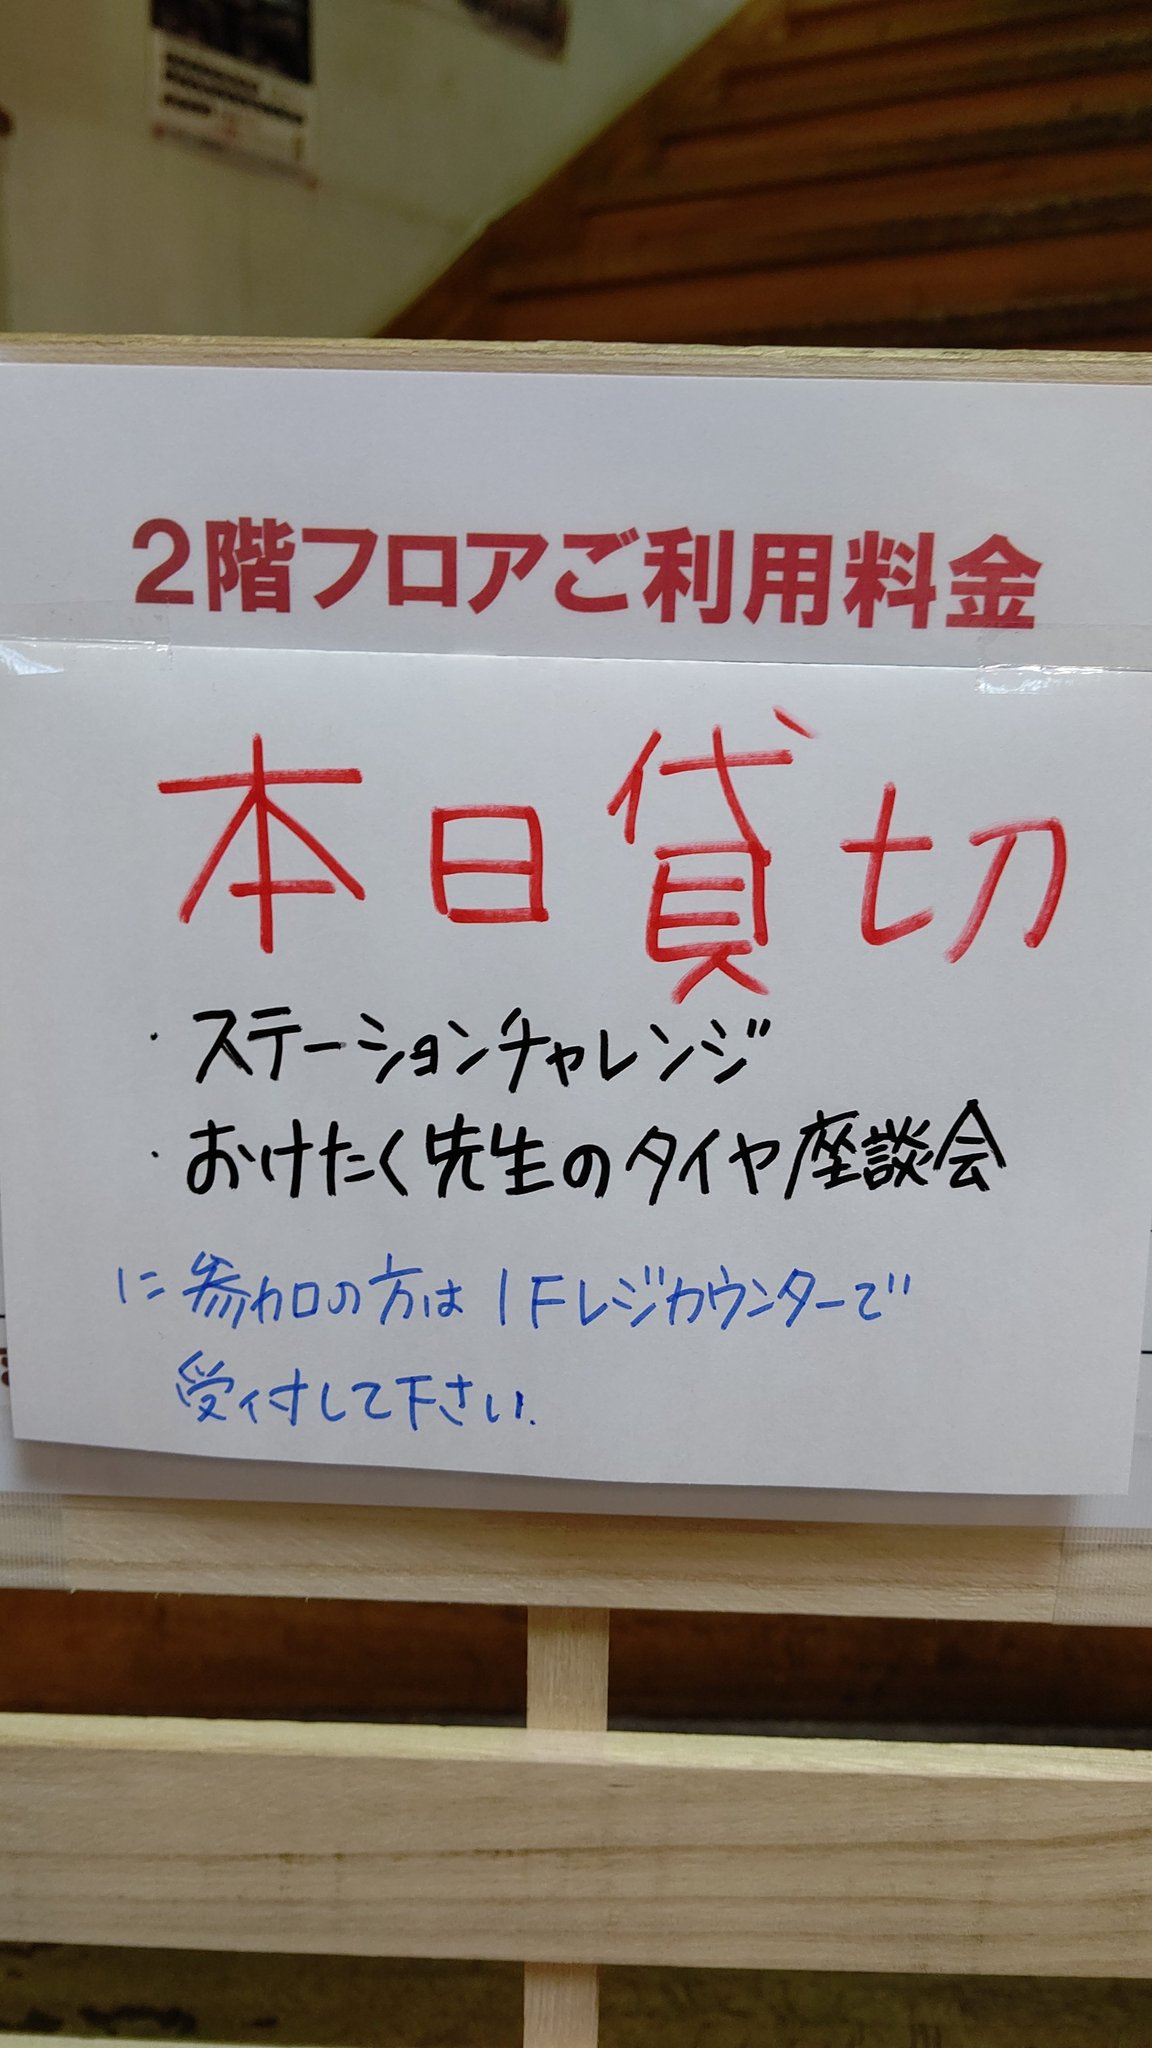 2階フロアご利用料金
本日貸切
・ステーションチャレンジ
・おけたく先生のタイヤ座談会
に参加の方は1Fレジカウンターで
受付して下さい.